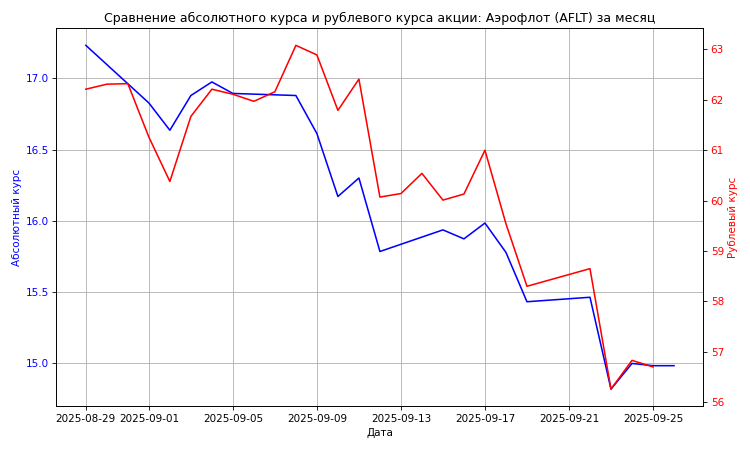 Сравнение абсолютного курса и рублевого курса акции: Аэрофлот (AFLT) за месяц
17.0
16.5
16.0
15.5
15.0
Абсолютный курс
63
62
61
60
59
58
57
56
Рублевый курс
2025-08-29 2025-09-01 2025-09-05 2025-09-09 2025-09-13 2025-09-17 2025-09-21 2025-09-25
Дата